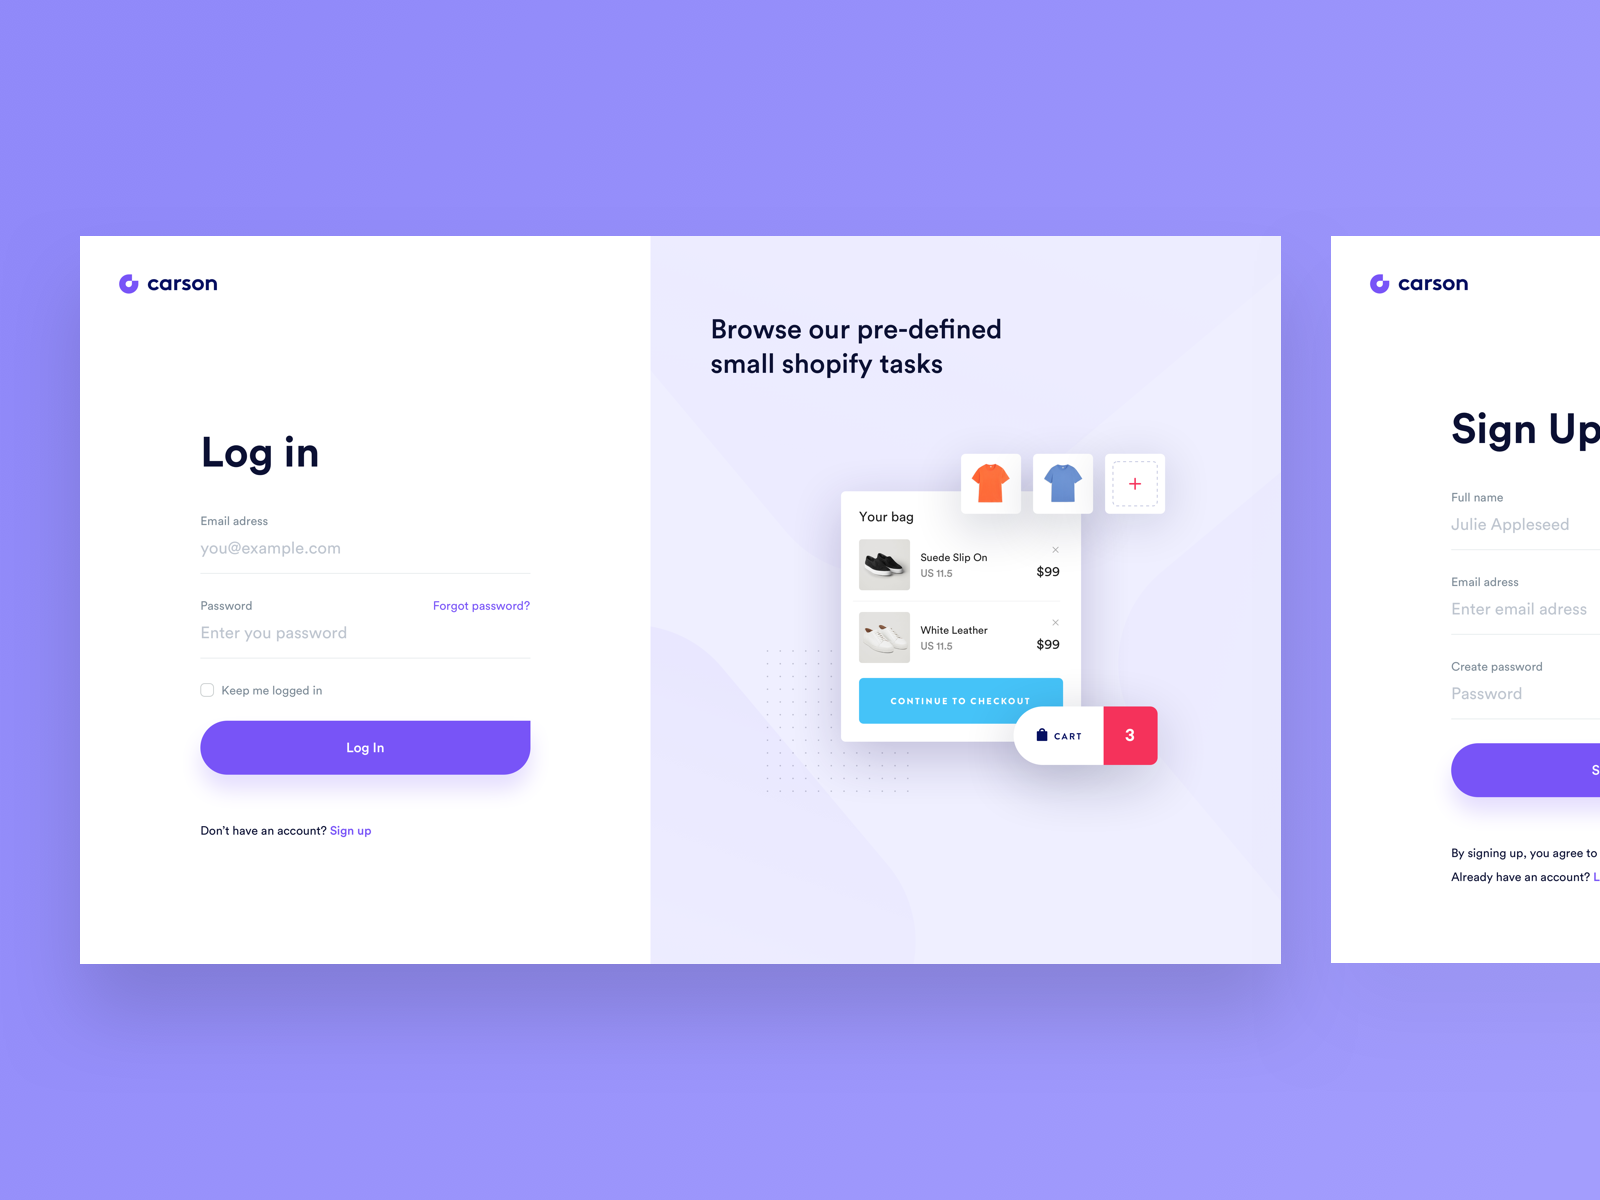 carson
Log in
Email adress
you@example.com
Password
Forgot password?
Enter you password
Keep me logged in
Log In
Don't have an account? Sign up
Browse our pre-defined
small shopify tasks
Your bag
Suede Slip On
US 11.5
$99
White Leather
US 11.5
$99
CONTINUE TO CHECKOUT
CART
3
carson
Sign Up
Full name
Julie Appleseed
Email adress
Enter email adress
Create password
Password
S
By signing up, you agree to
Already have an account? L